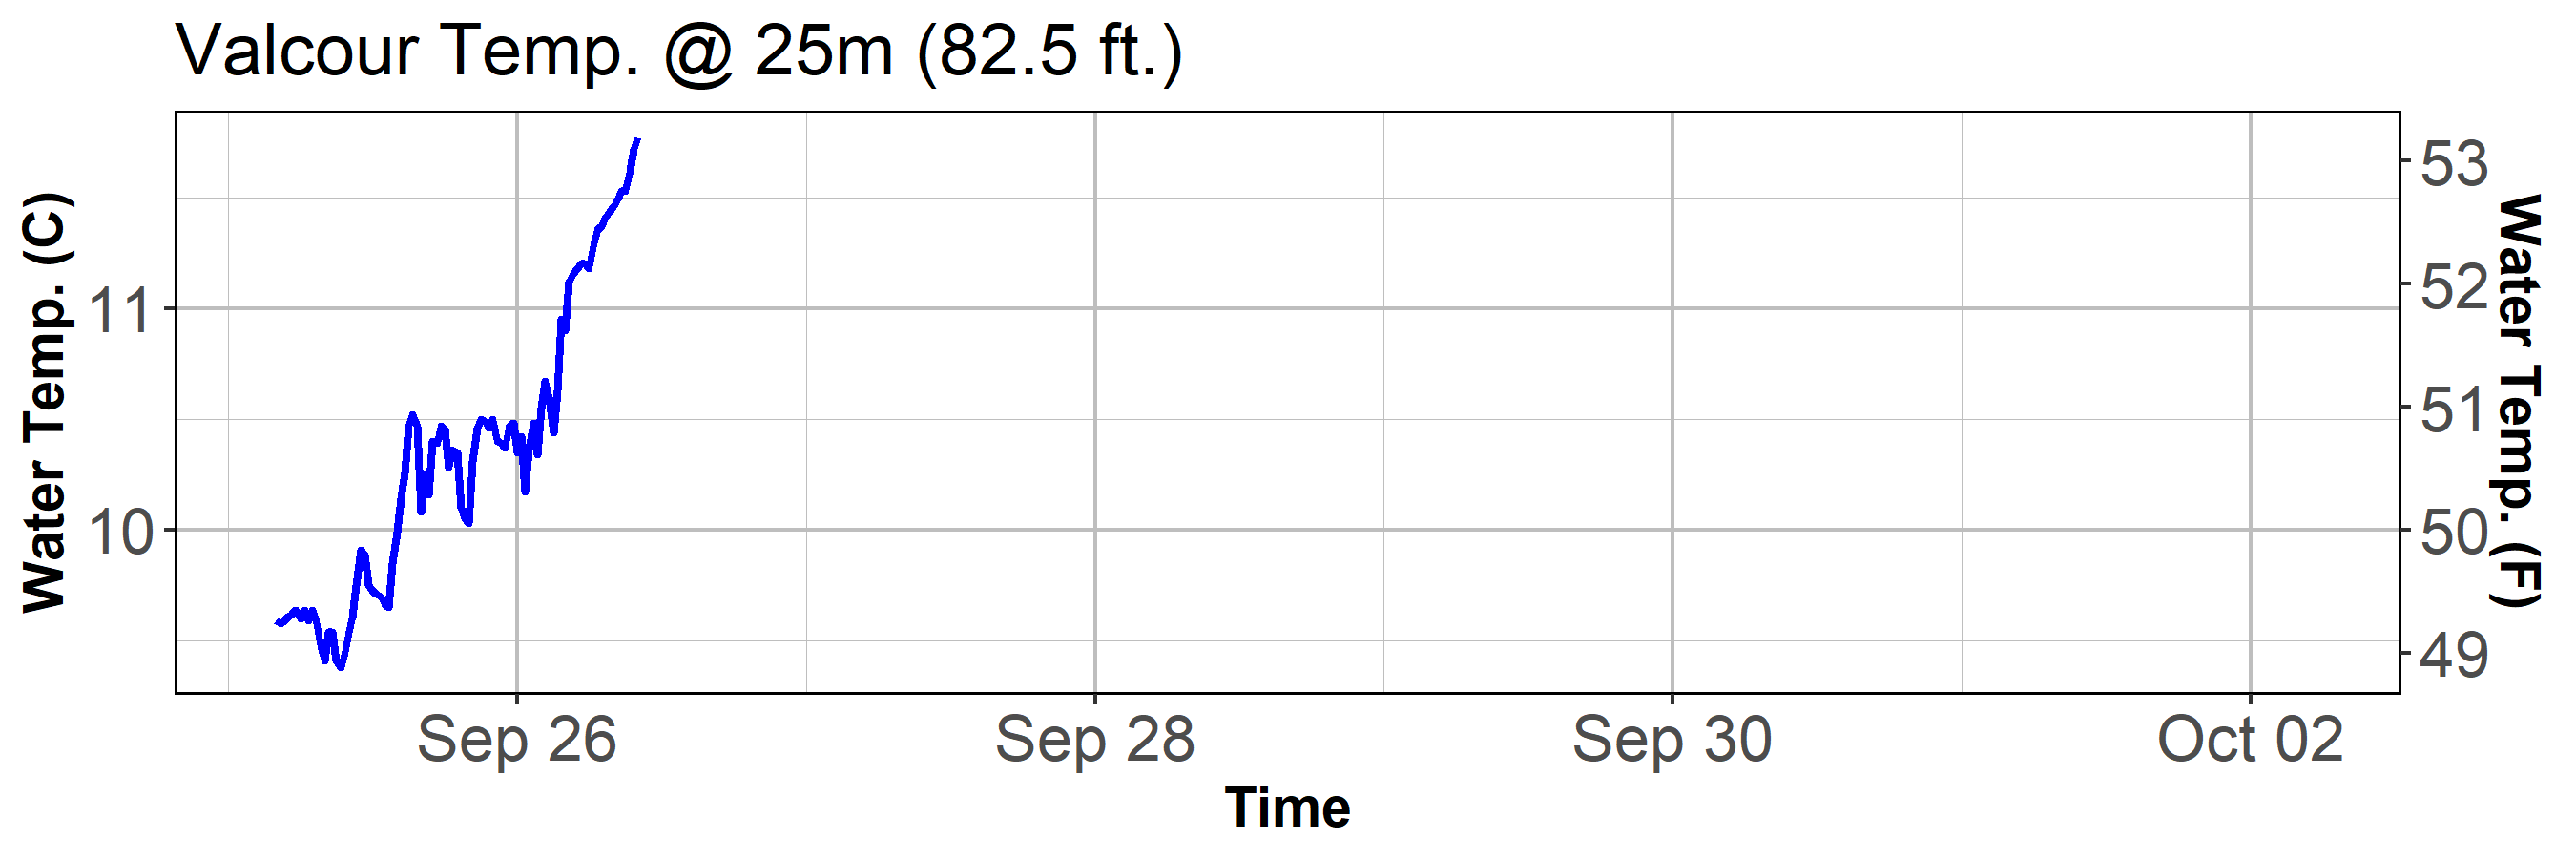 Valcour Temp. @ 25m (82.5 ft.)
Water Temp. (C)
11
10
53
52
51
50
49
Water Temp. (F)
Sep 26
Sep 28
Sep 30
Oct 02
Time